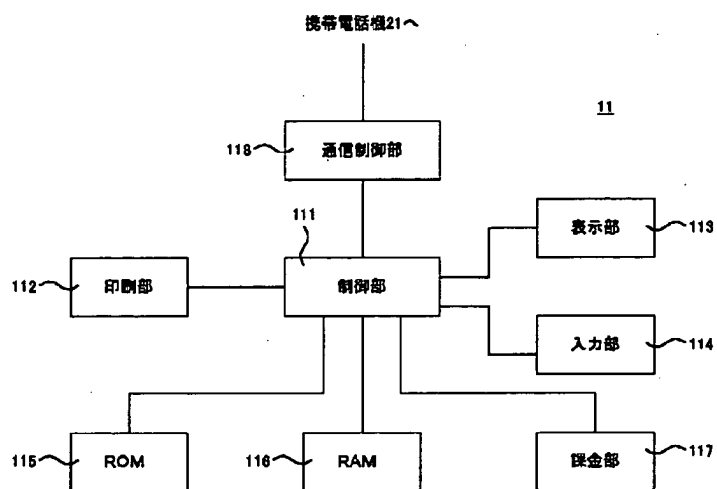 携帯電話機21へ
11
118
通信制御部
111
表示部
113
112
印刷部
制御部
入力部
114
115
ROM
116
RAM
課金部
117